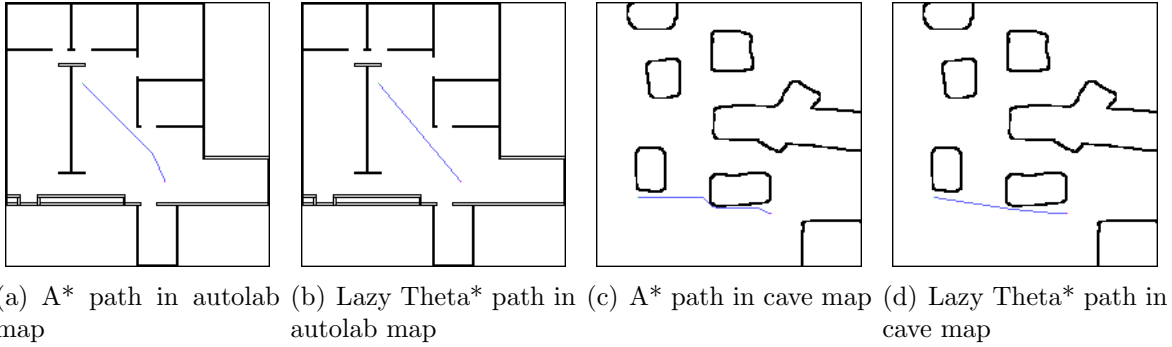 (a) A* path in autolab map
(b) Lazy Theta* path in autolab map
(c) A* path in cave map
(d) Lazy Theta* path in cave map